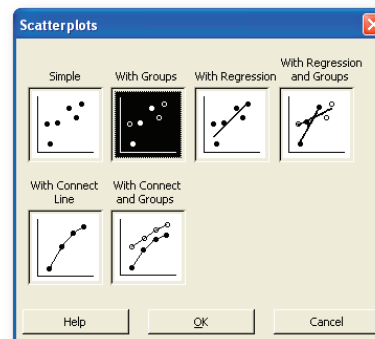 Scatterplots
Simple
With Groups
With Regression
With Regression
and Groups
With Connect
Line
With Connect
and Groups
Help
OK
Cancel